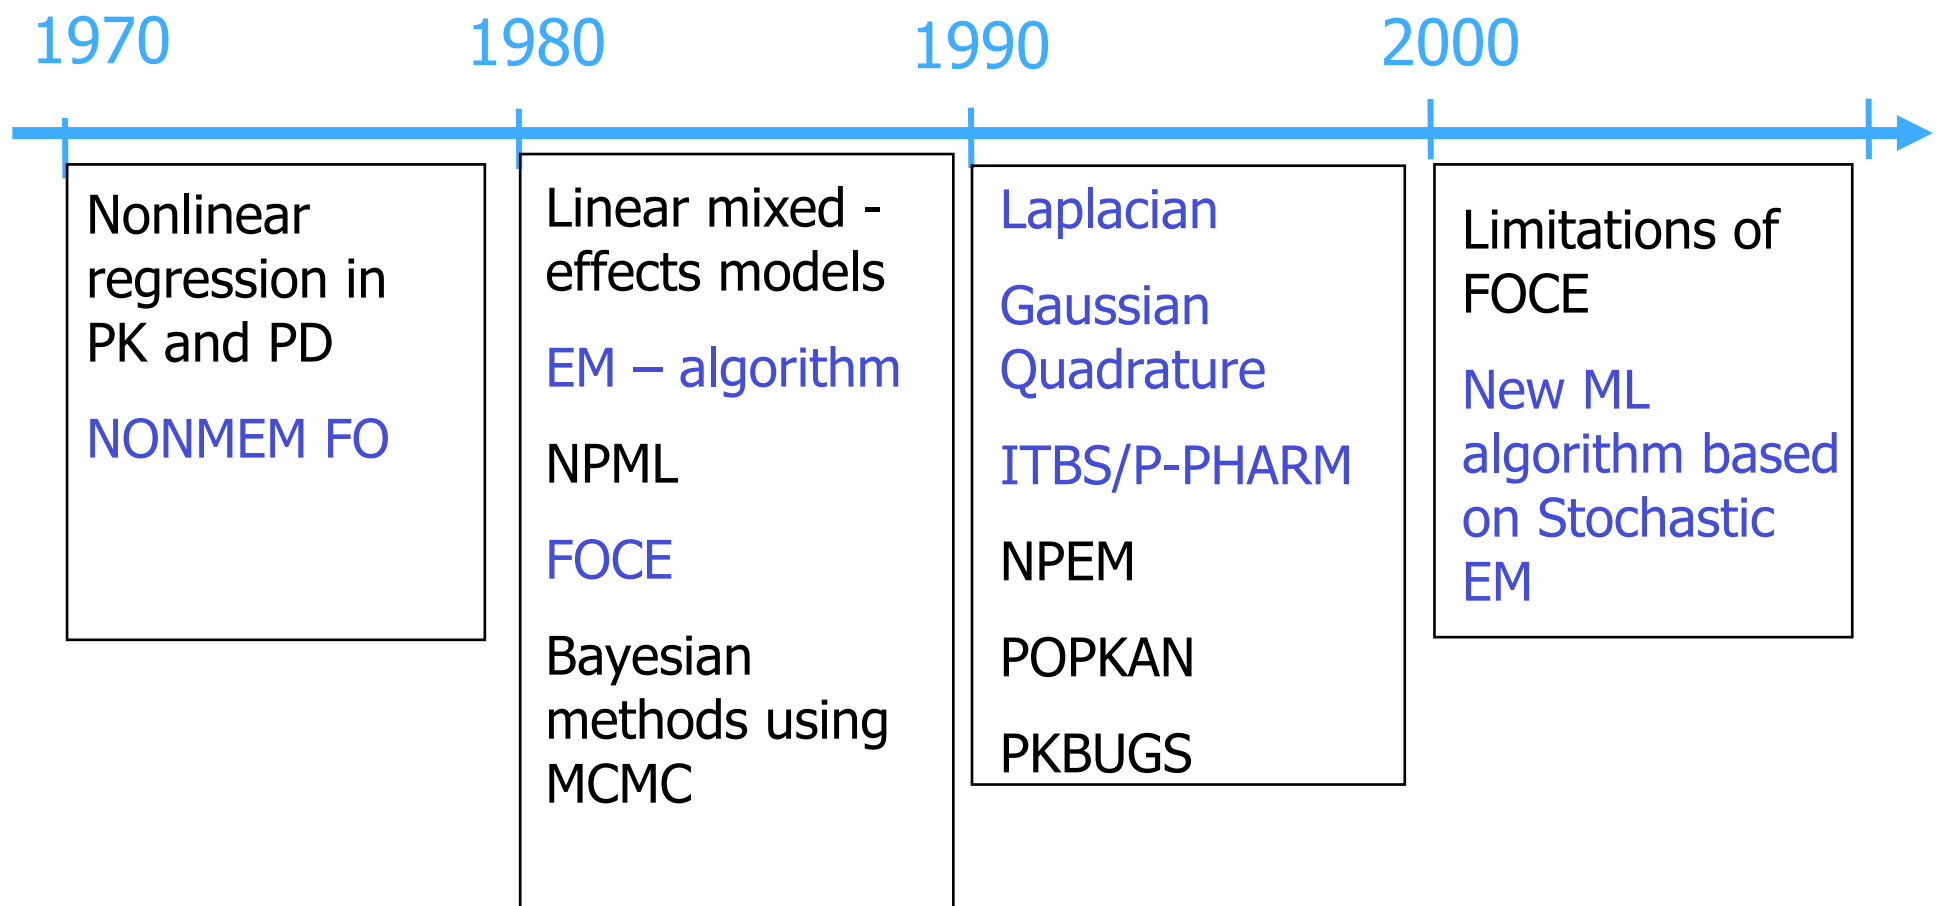 1970
1980
1990
2000
Nonlinear
regression in
PK and PD
NONMEM FO
Linear mixed -
effects models
EM – algorithm
NPML
FOCE
Bayesian
methods using
MCMC
Laplacian
Gaussian
Quadrature
ITBS/P-PHARM
NPEM
POPKAN
PKBUGS
Limitations of
FOCE
New ML
algorithm based
on Stochastic
EM